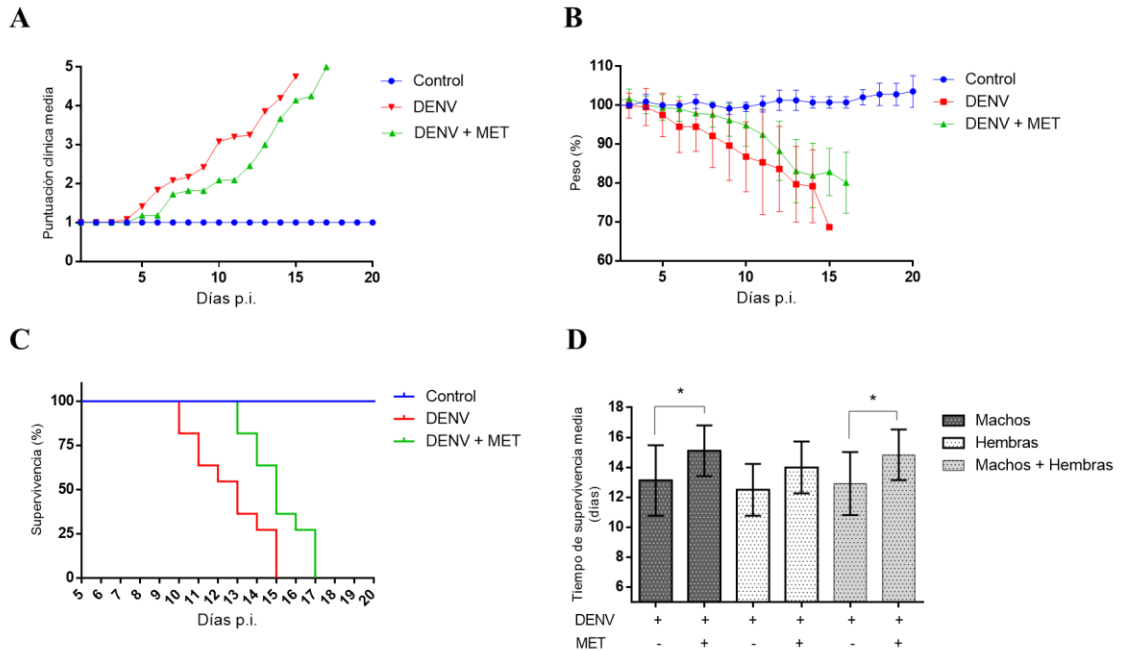 A
Puntuación clínica media
5
4
3
2
1
0
5
10
15
20
Días p.i.
Control
DENV
DENV + MET
B
Peso (%)
110
100
90
80
70
60
5
10
15
20
Días p.i.
Control
DENV
DENV + MET
C
Supervivencia (%)
100
75
50
25
0
5
6
7
8
9
10
11
12
13
14
15
16
17
18
19
20
Días p.i.
Control
DENV
DENV + MET
D
Tiempo de supervivencia media
(días)
18
16
14
12
10
8
6
*
*
DENV + + + + + +
MET - + - + - +
Machos
Hembras
Machos + Hembras